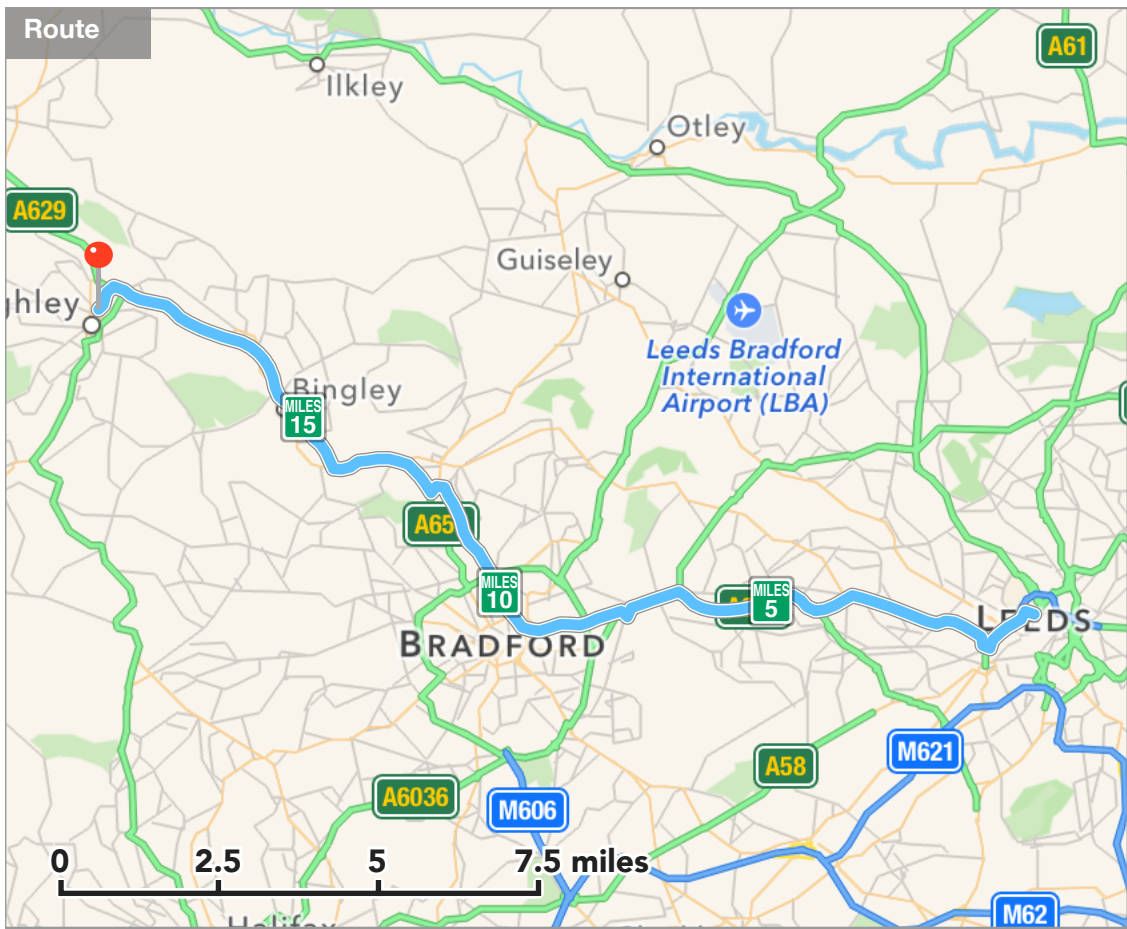 Route
A61
Ilkley
Otley
A629
Guiseley
ghley
Leeds Bradford
International
Airport (LBA)
Bingley
MILES
15
A65
MILES
10
MILES
5
LEEDS
BRADFORD
M621
A58
A6036
M606
0 2.5 5 7.5 miles
M62
Halifax